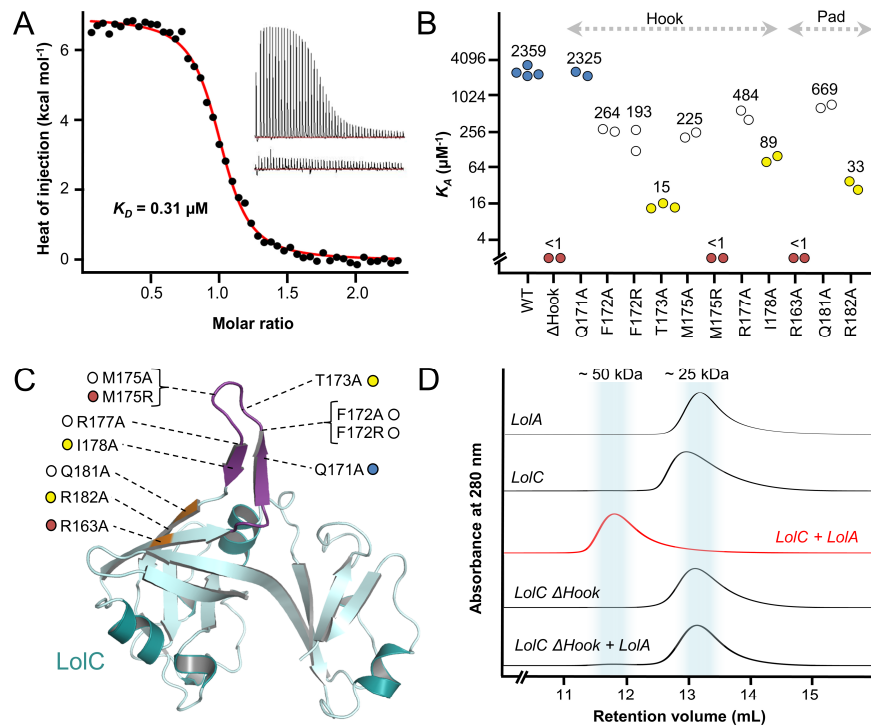 A
Heat of injection (kcal mol⁻¹)
6
4
2
0
K_D = 0.31 µM
0.5
1.0
1.5
2.0
Molar ratio
B
Hook
Pad
K_A (µM⁻¹)
4096
1024
256
64
16
4
2359
2325
264
193
15
225
<1
<1
484
89
<1
669
33
WT
ΔHook
Q171A
F172A
F172R
T173A
M175A
M175R
R177A
I178A
R163A
Q181A
R182A
C
M175A
M175R
R177A
I178A
Q181A
R182A
R163A
T173A
F172A
F172R
Q171A
LolC
D
~ 50 kDa
~ 25 kDa
Absorbance at 280 nm
LolA
LolC
LolC + LolA
LolC ΔHook
LolC ΔHook + LolA
11
12
13
14
15
Retention volume (mL)